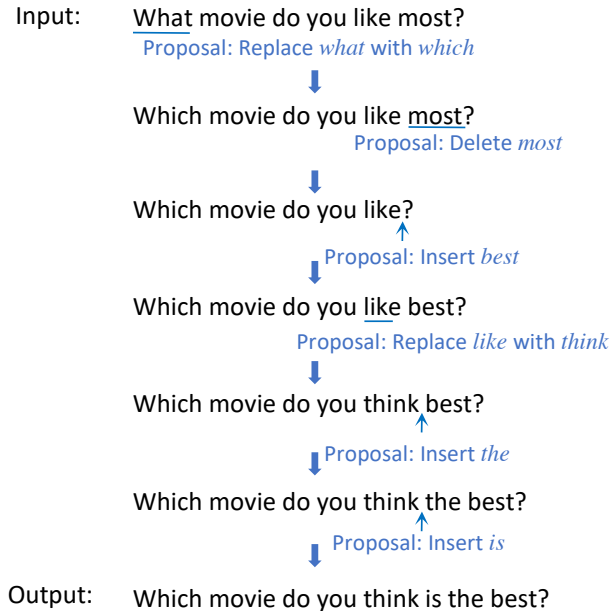 Input: What movie do you like most?
Proposal: Replace what with which
Which movie do you like most?
Proposal: Delete most
Which movie do you like?
Proposal: Insert best
Which movie do you like best?
Proposal: Replace like with think
Which movie do you think best?
Proposal: Insert the
Which movie do you think the best?
Proposal: Insert is
Output: Which movie do you think is the best?